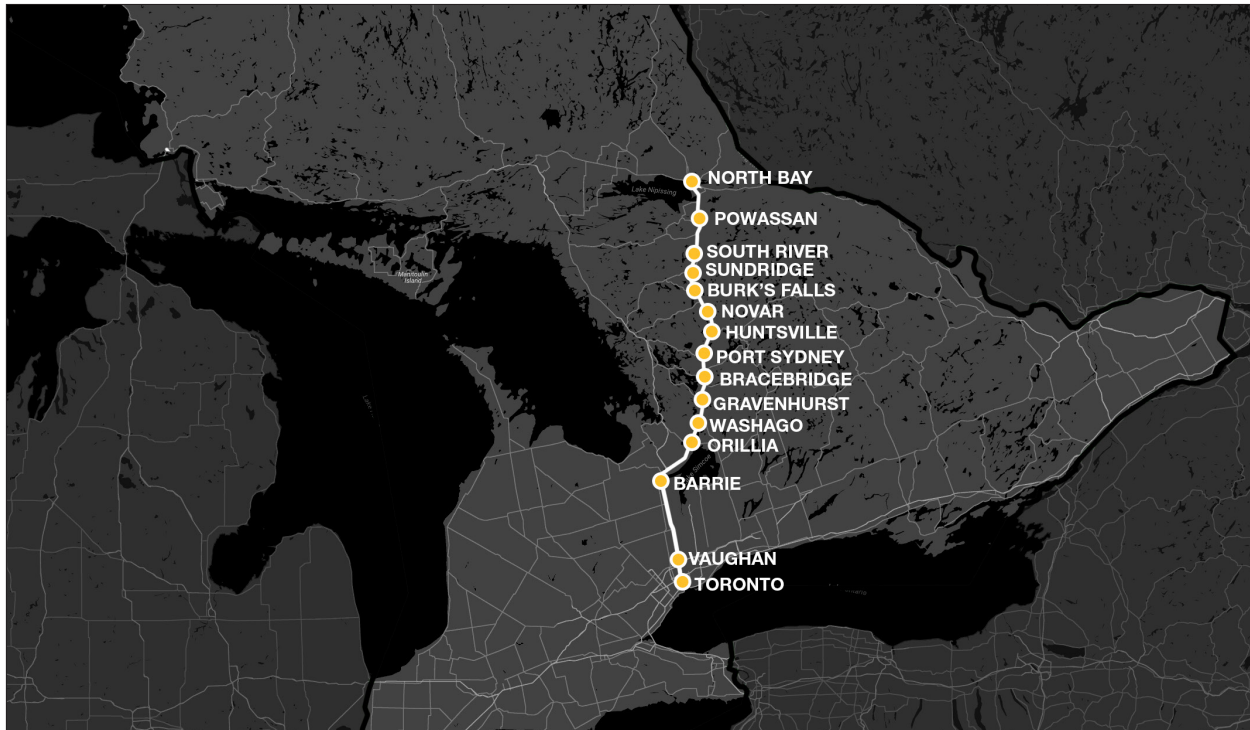 NORTH BAY
Lake Nipissing
POWASSAN
SOUTH RIVER
SUNDRIDGE
Manitoulin
Island
BURK'S FALLS
NOVAR
HUNTSVILLE
PORT SYDNEY
BRACEBRIDGE
GRAVENHURST
WASHAGO
ORILLIA
Simcoe
BARRIE
VAUGHAN
TORONTO